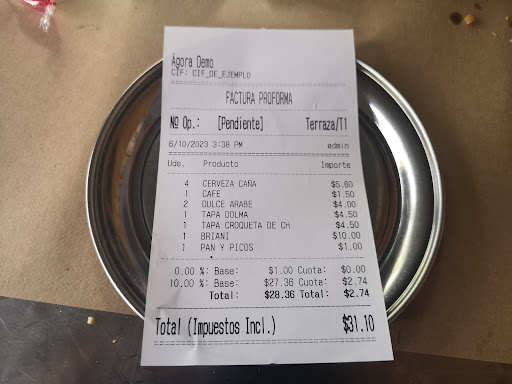 Agora Demo
CIF: CIF_DE_EJEMPLO
FACTURA PROFORMA
Nº Op.: [Pendiente] Terraza/T1
6/10/2023 3:38 PM admin
Uds. Producto Importe
4 CERVEZA CAÑA $5.60
1 CAFE $1.50
2 DULCE ARABE $4.00
1 TAPA DOLMA $4.50
1 TAPA CROQUETA DE CH $4.50
1 BRIANI $10.00
1 PAN Y PICOS $1.00
0.00 %: Base: $1.00 Cuota: $0.00
10.00 %: Base: $27.36 Cuota: $2.74
Total: $28.36 Total: $2.74
Total (Impuestos Incl.) $31.10